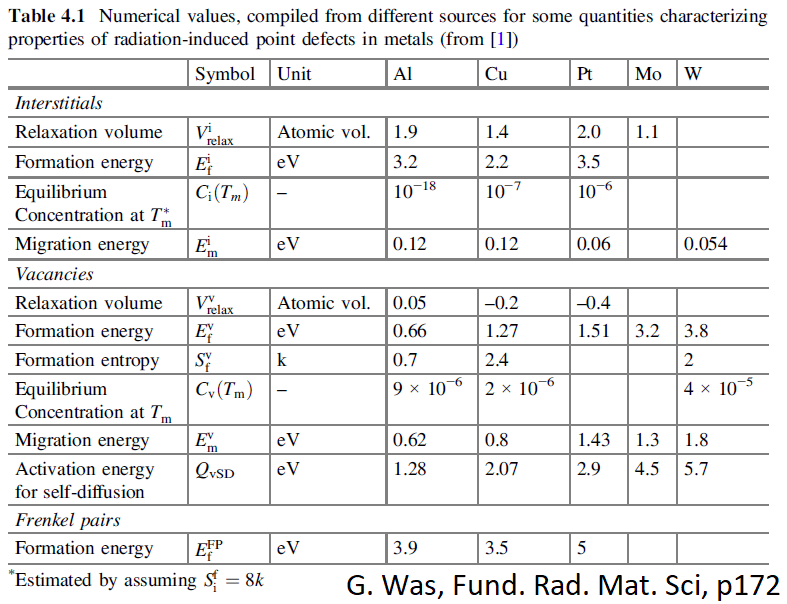 Table 4.1 Numerical values, compiled from different sources for some quantities characterizing
properties of radiation-induced point defects in metals (from [1])
Symbol Unit Al Cu Pt Mo W
Interstitials
Relaxation volume V^i_relax Atomic vol. 1.9 1.4 2.0 1.1
Formation energy E^i_f eV 3.2 2.2 3.5
Equilibrium C_i(T_m) – 10^−18 10^−7 10^−6
Concentration at T*_m
Migration energy E^i_m eV 0.12 0.12 0.06 0.054
Vacancies
Relaxation volume V^v_relax Atomic vol. 0.05 –0.2 –0.4
Formation energy E^v_f eV 0.66 1.27 1.51 3.2 3.8
Formation entropy S^v_f k 0.7 2.4 2
Equilibrium C_v(T_m) – 9 × 10^−6 2 × 10^−6 4 × 10^−5
Concentration at T_m
Migration energy E^v_m eV 0.62 0.8 1.43 1.3 1.8
Activation energy Q_vSD eV 1.28 2.07 2.9 4.5 5.7
for self-diffusion
Frenkel pairs
Formation energy E^FP_f eV 3.9 3.5 5
*Estimated by assuming S^f_i = 8k
G. Was, Fund. Rad. Mat. Sci, p172